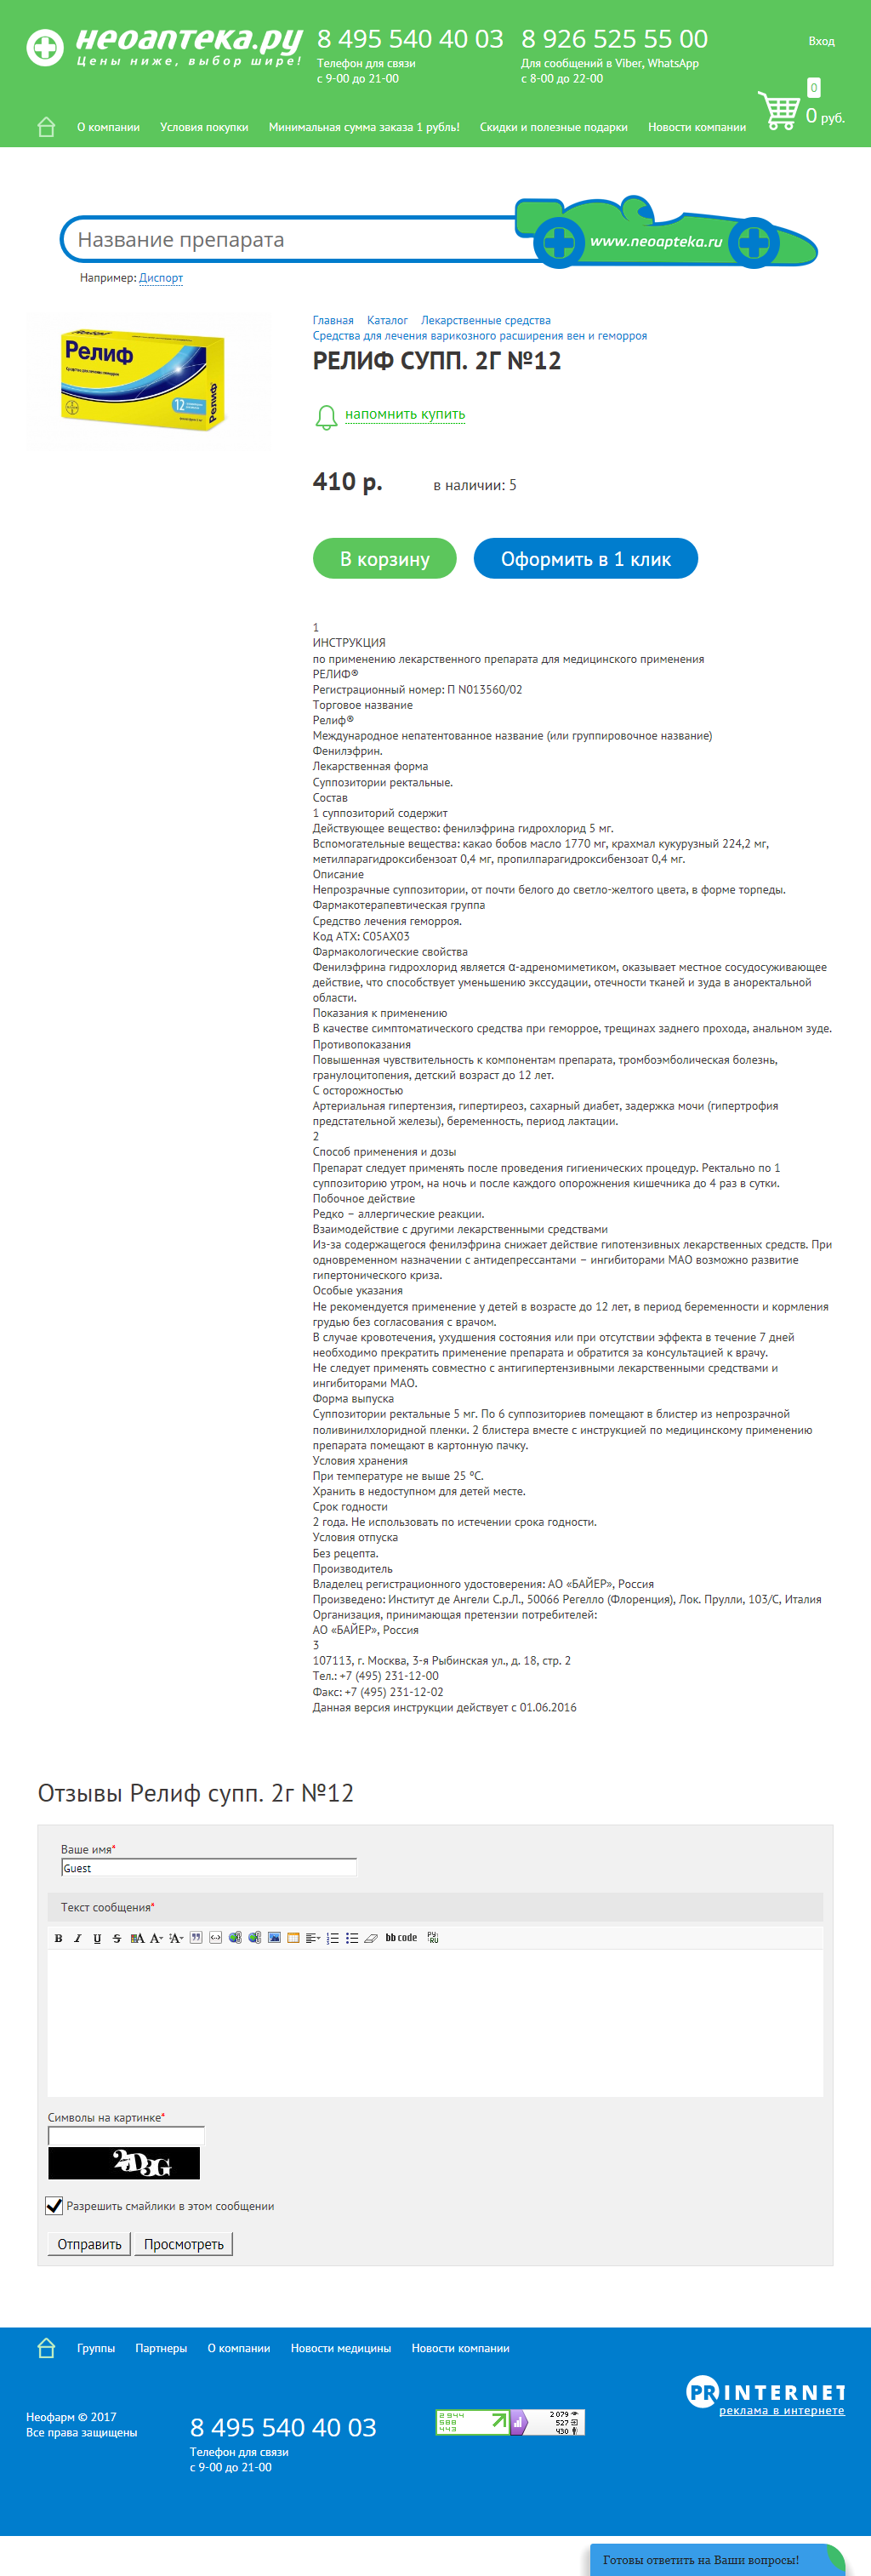 неоаптека.ру
Цены ниже, выбор шире!
8 495 540 40 03
Телефон для связи
с 9-00 до 21-00
8 926 525 55 00
Для сообщений в Viber, WhatsApp
с 8-00 до 22-00
Вход
0
0 руб.
О компании
Условия покупки
Минимальная сумма заказа 1 рубль!
Скидки и полезные подарки
Новости компании
Название препарата
www.neoapteka.ru
Например: Диспорт
Релиф
12
Релиф
Главная Каталог Лекарственные средства
Средства для лечения варикозного расширения вен и геморроя
РЕЛИФ СУПП. 2Г №12
напомнить купить
410 р.
в наличии: 5
В корзину
Оформить в 1 клик
1
ИНСТРУКЦИЯ
по применению лекарственного препарата для медицинского применения
РЕЛИФ®
Регистрационный номер: П N013560/02
Торговое название
Релиф®
Международное непатентованное название (или группировочное название)
Фенилэфрин.
Лекарственная форма
Суппозитории ректальные.
Состав
1 суппозиторий содержит
Действующее вещество: фенилэфрина гидрохлорид 5 мг.
Вспомогательные вещества: какао бобов масло 1770 мг, крахмал кукурузный 224,2 мг,
метилпарагидроксибензоат 0,4 мг, пропилпарагидроксибензоат 0,4 мг.
Описание
Непрозрачные суппозитории, от почти белого до светло-желтого цвета, в форме торпеды.
Фармакотерапевтическая группа
Средство лечения геморроя.
Код АТХ: C05AX03
Фармакологические свойства
Фенилэфрина гидрохлорид является α-адреномиметиком, оказывает местное сосудосуживающее
действие, что способствует уменьшению экссудации, отечности тканей и зуда в аноректальной
области.
Показания к применению
В качестве симптоматического средства при геморрое, трещинах заднего прохода, анальном зуде.
Противопоказания
Повышенная чувствительность к компонентам препарата, тромбоэмболическая болезнь,
гранулоцитопения, детский возраст до 12 лет.
С осторожностью
Артериальная гипертензия, гипертиреоз, сахарный диабет, задержка мочи (гипертрофия
предстательной железы), беременность, период лактации.
2
Способ применения и дозы
Препарат следует применять после проведения гигиенических процедур. Ректально по 1
суппозиторию утром, на ночь и после каждого опорожнения кишечника до 4 раз в сутки.
Побочное действие
Редко – аллергические реакции.
Взаимодействие с другими лекарственными средствами
Из-за содержащегося фенилэфрина снижает действие гипотензивных лекарственных средств. При
одновременном назначении с антидепрессантами – ингибиторами МАО возможно развитие
гипертонического криза.
Особые указания
Не рекомендуется применение у детей в возрасте до 12 лет, в период беременности и кормления
грудью без согласования с врачом.
В случае кровотечения, ухудшения состояния или при отсутствии эффекта в течение 7 дней
необходимо прекратить применение препарата и обратится за консультацией к врачу.
Не следует применять совместно с антигипертензивными лекарственными средствами и
ингибиторами МАО.
Форма выпуска
Суппозитории ректальные 5 мг. По 6 суппозиториев помещают в блистер из непрозрачной
поливинилхлоридной пленки. 2 блистера вместе с инструкцией по медицинскому применению
препарата помещают в картонную пачку.
Условия хранения
При температуре не выше 25 ºС.
Хранить в недоступном для детей месте.
Срок годности
2 года. Не использовать по истечении срока годности.
Условия отпуска
Без рецепта.
Производитель
Владелец регистрационного удостоверения: АО «БАЙЕР», Россия
Произведено: Институт де Ангели С.р.Л., 50066 Регелло (Флоренция), Лок. Прулли, 103/С, Италия
Организация, принимающая претензии потребителей:
АО «БАЙЕР», Россия
3
107113, г. Москва, 3-я Рыбинская ул., д. 18, стр. 2
Тел.: +7 (495) 231-12-00
Факс: +7 (495) 231-12-02
Данная версия инструкции действует с 01.06.2016
Отзывы Релиф супп. 2г №12
Ваше имя*
Guest
Текст сообщения*
bb code
Символы на картинке*
2D3G
Разрешить смайлики в этом сообщении
Отправить
Просмотреть
Группы
Партнеры
О компании
Новости медицины
Новости компании
Неофарм © 2017
Все права защищены
8 495 540 40 03
Телефон для связи
с 9-00 до 21-00
2 944
588
443
2 079
527
430
PR INTERNET
реклама в интернете
Готовы ответить на Ваши вопросы!